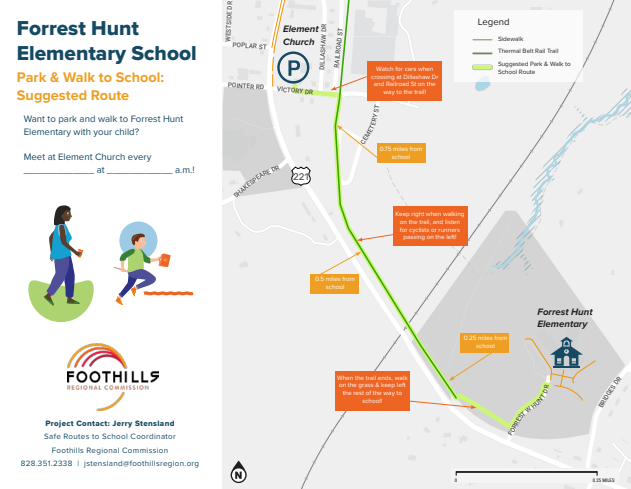 Forrest Hunt
Elementary School
Park & Walk to School:
Suggested Route
Want to park and walk to Forrest Hunt
Elementary with your child?
Meet at Element Church every
______________ at _____________ a.m.!
FOOTHILLS
REGIONAL COMMISSION
Project Contact: Jerry Stensland
Safe Routes to School Coordinator
Foothills Regional Commission
828.351.2338 | jstensland@foothillsregion.org
WESTSIDE DR
POPLAR ST
Element
Church
P
DILLASHAW DR
RAILROAD ST
POINTER RD
VICTORY DR
Watch for cars when
crossing at Dillashaw Dr
and Railroad St on the
way to the trail!
CEMETERY ST
0.75 miles from
school
SHAKESPEARE DR
221
Keep right when walking
on the trail, and listen
for cyclists or runners
passing on the left!
0.5 miles from
school
0.25 miles from
school
Forrest Hunt
Elementary
When the trail ends, walk
on the grass & keep left
the rest of the way to
school!
FORREST W HUNT DR
BRIDGES DR
Legend
Sidewalk
Thermal Belt Rail Trail
Suggested Park & Walk to
School Route
N
0
0.25 MILES